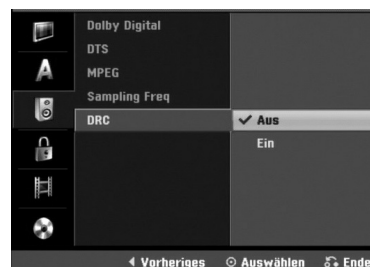 Dolby Digital
DTS
MPEG
Sampling Freq
DRC
✓ Aus
Ein
A
Vorheriges Auswählen Ende